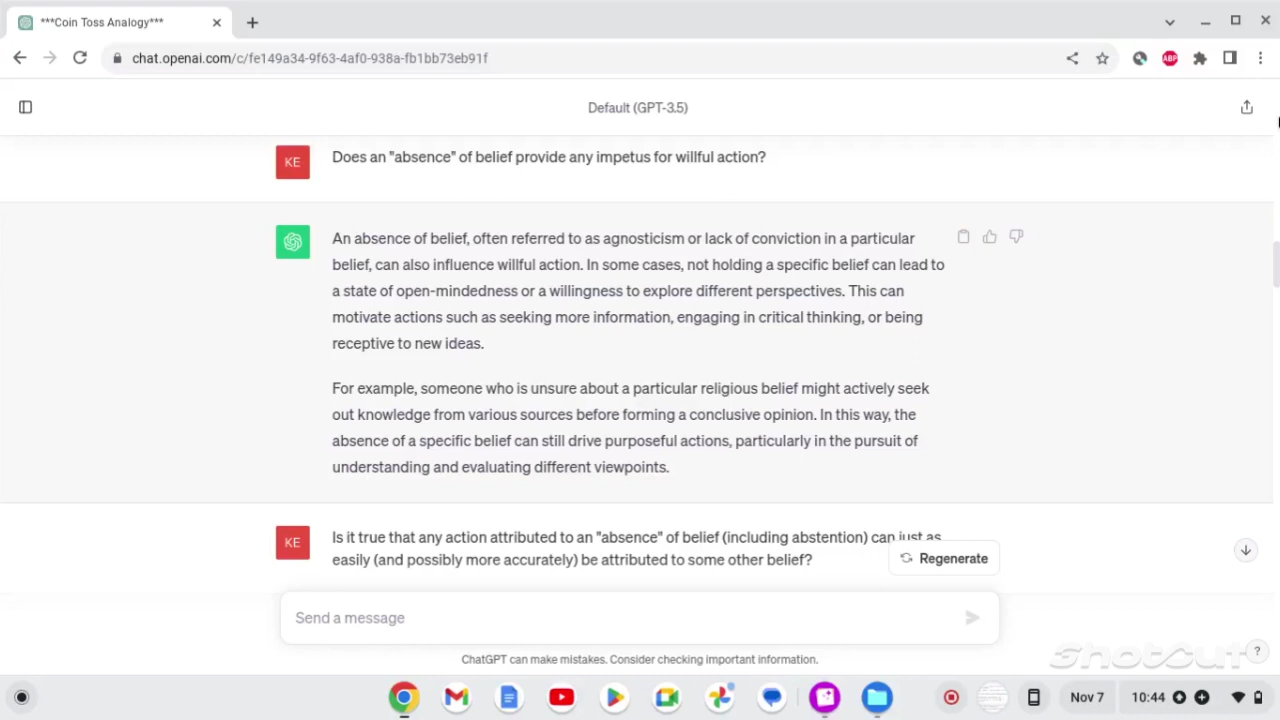 ***Coin Toss Analogy***
chat.openai.com/c/fe149a34-9f63-4af0-938a-fb1bb73eb91f
ABP
Default (GPT-3.5)
KE
Does an "absence" of belief provide any impetus for willful action?
An absence of belief, often referred to as agnosticism or lack of conviction in a particular
belief, can also influence willful action. In some cases, not holding a specific belief can lead to
a state of open-mindedness or a willingness to explore different perspectives. This can
motivate actions such as seeking more information, engaging in critical thinking, or being
receptive to new ideas.
For example, someone who is unsure about a particular religious belief might actively seek
out knowledge from various sources before forming a conclusive opinion. In this way, the
absence of a specific belief can still drive purposeful actions, particularly in the pursuit of
understanding and evaluating different viewpoints.
KE
Is it true that any action attributed to an "absence" of belief (including abstention) can just as
easily (and possibly more accurately) be attributed to some other belief?
Regenerate
Send a message
ChatGPT can make mistakes. Consider checking important information.
Shotcut
?
Nov 7
10:44